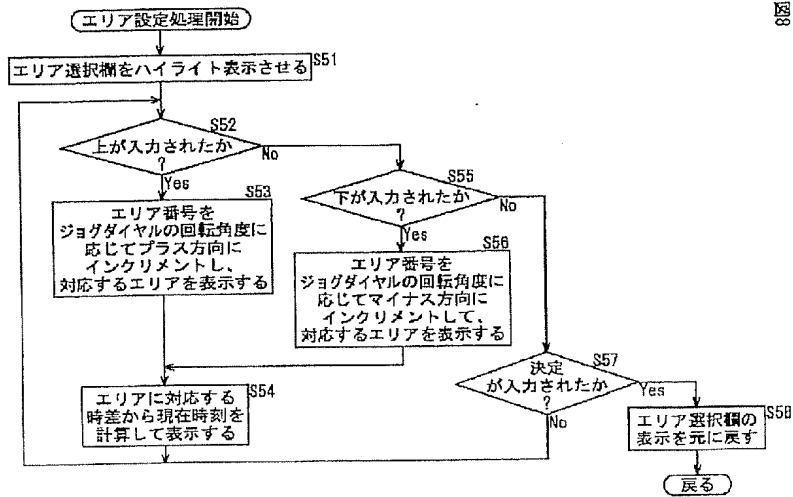 図8
エリア設定処理開始
エリア選択欄をハイライト表示させる
S51
S52
上が入力されたか
?
No
Yes
S53
エリア番号を
ジョグダイヤルの回転角度に
応じてプラス方向に
インクリメントし、
対応するエリアを表示する
S55
下が入力されたか
?
No
Yes
S56
エリア番号を
ジョグダイヤルの回転角度に
応じてマイナス方向に
インクリメントして、
対応するエリアを表示する
S54
エリアに対応する
時差から現在時刻を
計算して表示する
S57
決定
が入力されたか
?
Yes
No
S58
エリア選択欄の
表示を元に戻す
戻る